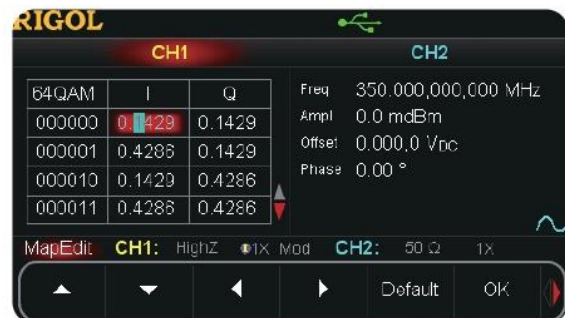 RIGOL
CH1 CH2
64QAM I Q
000000 0.1429 0.1429
000001 0.4286 0.1429
000010 0.1429 0.4286
000011 0.4286 0.4286
Freq 350.000,000,000 MHz
Ampl 0.0 mdBm
Offset 0.000,0 VDC
Phase 0.00 °
MapEdit CH1: HighZ 1X Mod CH2: 50 Ω 1X
Default OK